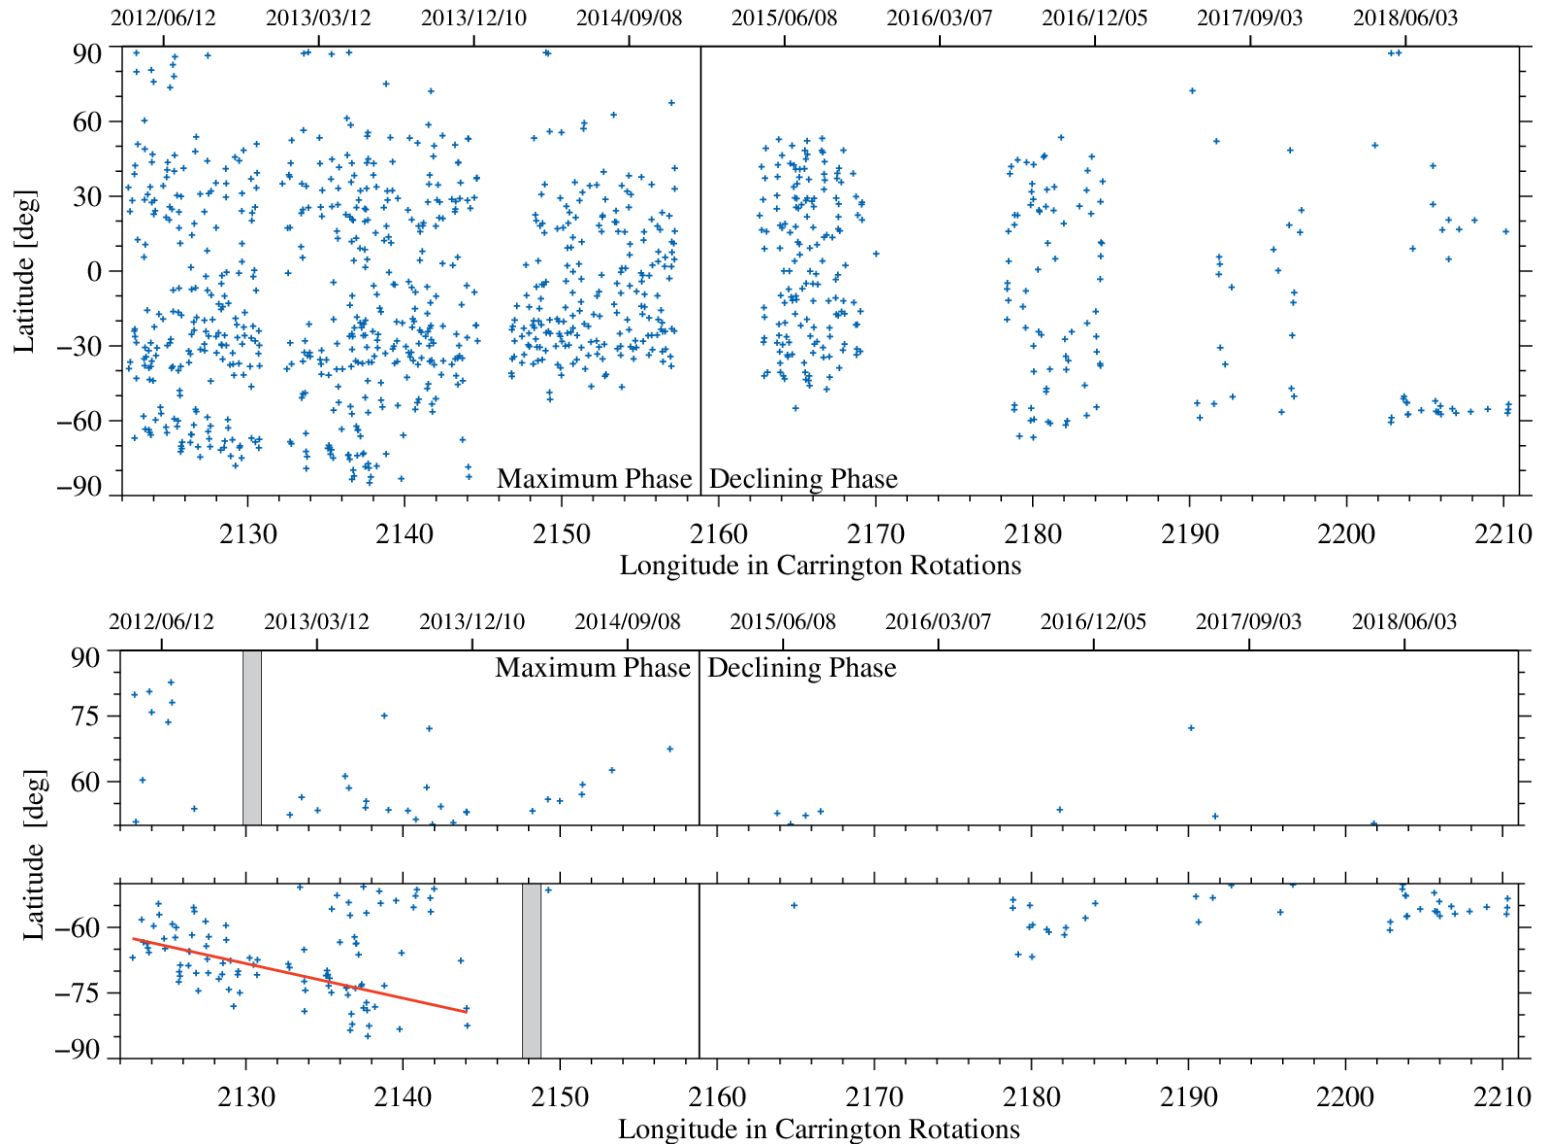 2012/06/12 2013/03/12 2013/12/10 2014/09/08 2015/06/08 2016/03/07 2016/12/05 2017/09/03 2018/06/03
90
60
30
0
−30
−60
−90
Latitude [deg]
Maximum Phase Declining Phase
2130 2140 2150 2160 2170 2180 2190 2200 2210
Longitude in Carrington Rotations
2012/06/12 2013/03/12 2013/12/10 2014/09/08 2015/06/08 2016/03/07 2016/12/05 2017/09/03 2018/06/03
Maximum Phase Declining Phase
90
75
60
Latitude [deg]
−60
−75
−90
2130 2140 2150 2160 2170 2180 2190 2200 2210
Longitude in Carrington Rotations